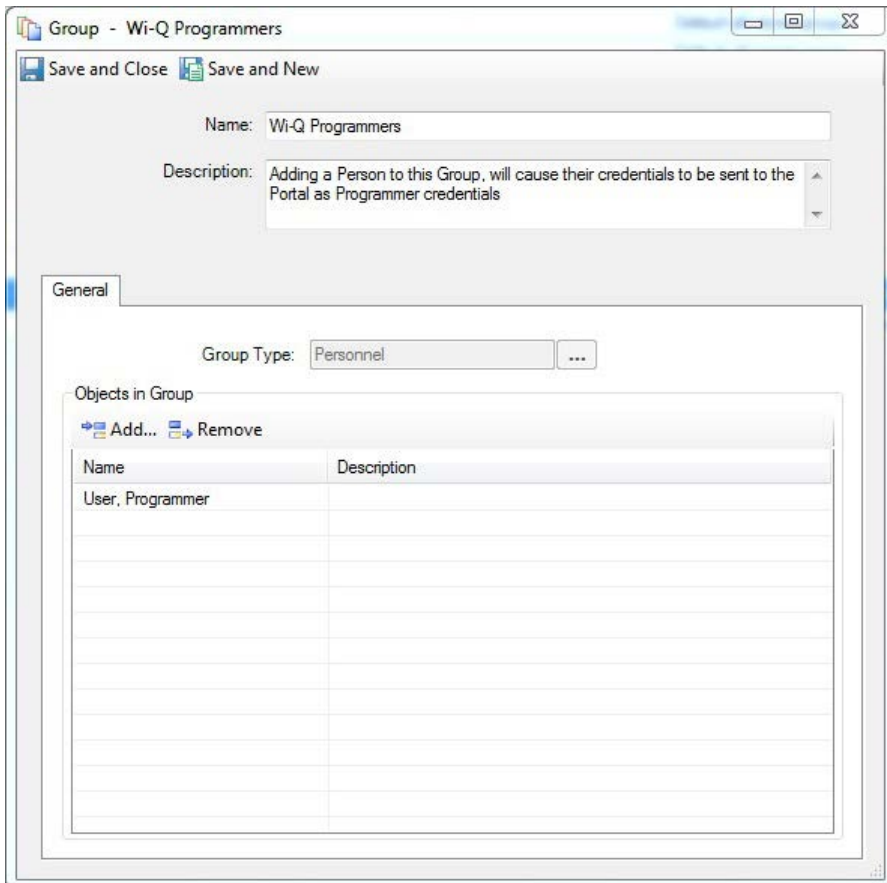 Group - Wi-Q Programmers
Save and Close Save and New
Name: Wi-Q Programmers
Description: Adding a Person to this Group, will cause their credentials to be sent to the
Portal as Programmer credentials
General
Group Type: Personnel ...
Objects in Group
Add... Remove
Name Description
User, Programmer